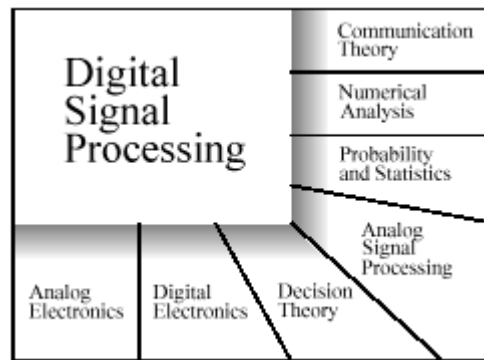 Digital
Signal
Processing
Communication
Theory
Numerical
Analysis
Probability
and Statistics
Analog
Signal
Processing
Decision
Theory
Digital
Electronics
Analog
Electronics